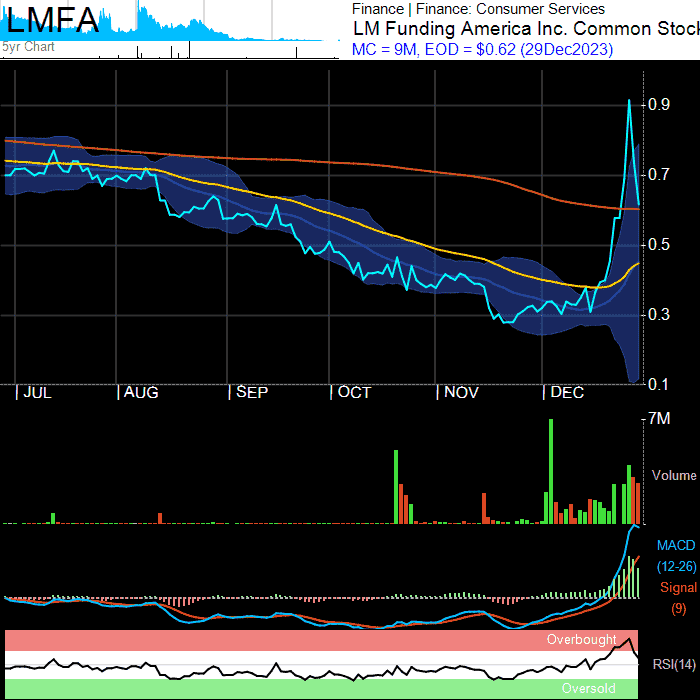 LMFA
Finance | Finance: Consumer Services
LM Funding America Inc. Common Stoc
5yr Chart
MC = 9M, EOD = $0.62 (29Dec2023)
0.9
0.7
0.5
0.3
0.1
JUL AUG SEP OCT NOV DEC
7M
Volume
MACD
(12-26)
Signal
(9)
Overbought
RSI(14)
Oversold